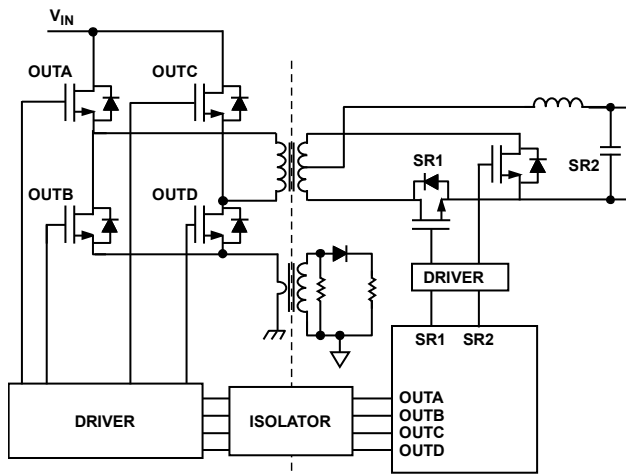 VIN
OUTA
OUTC
SR1
SR2
OUTB
OUTD
DRIVER
SR1 SR2
OUTA
DRIVER
ISOLATOR
OUTB
OUTC
OUTD